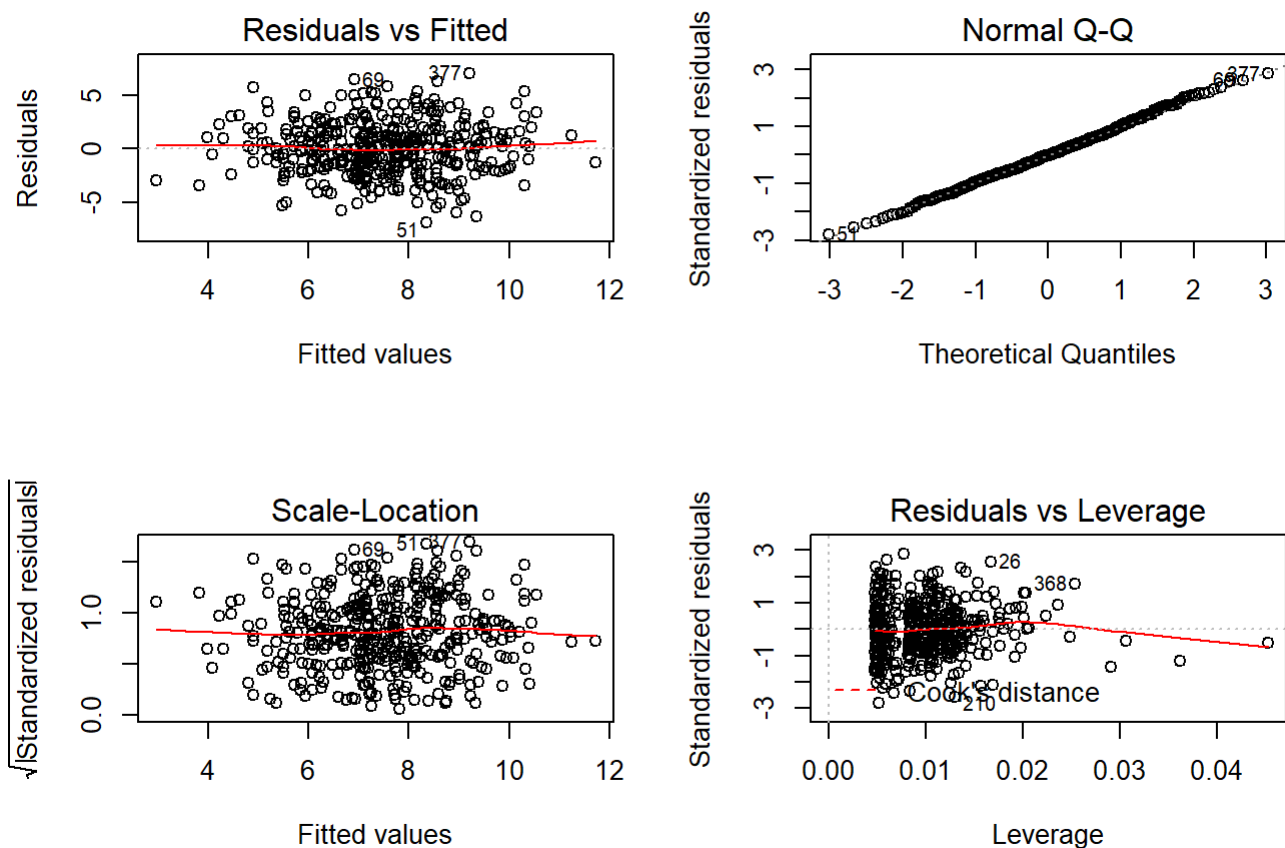 Residuals vs Fitted
Residuals
5
0
-5
69
377
51
4 6 8 10 12
Fitted values
Normal Q-Q
Standardized residuals
3
1
-1
-3
377
69
51
-3 -2 -1 0 1 2 3
Theoretical Quantiles
Scale-Location
√|Standardized residuals|
1.0
0.0
69
51
377
4 6 8 10 12
Fitted values
Residuals vs Leverage
Standardized residuals
3
1
-1
-3
26
368
Cook's distance
210
0.00 0.01 0.02 0.03 0.04
Leverage